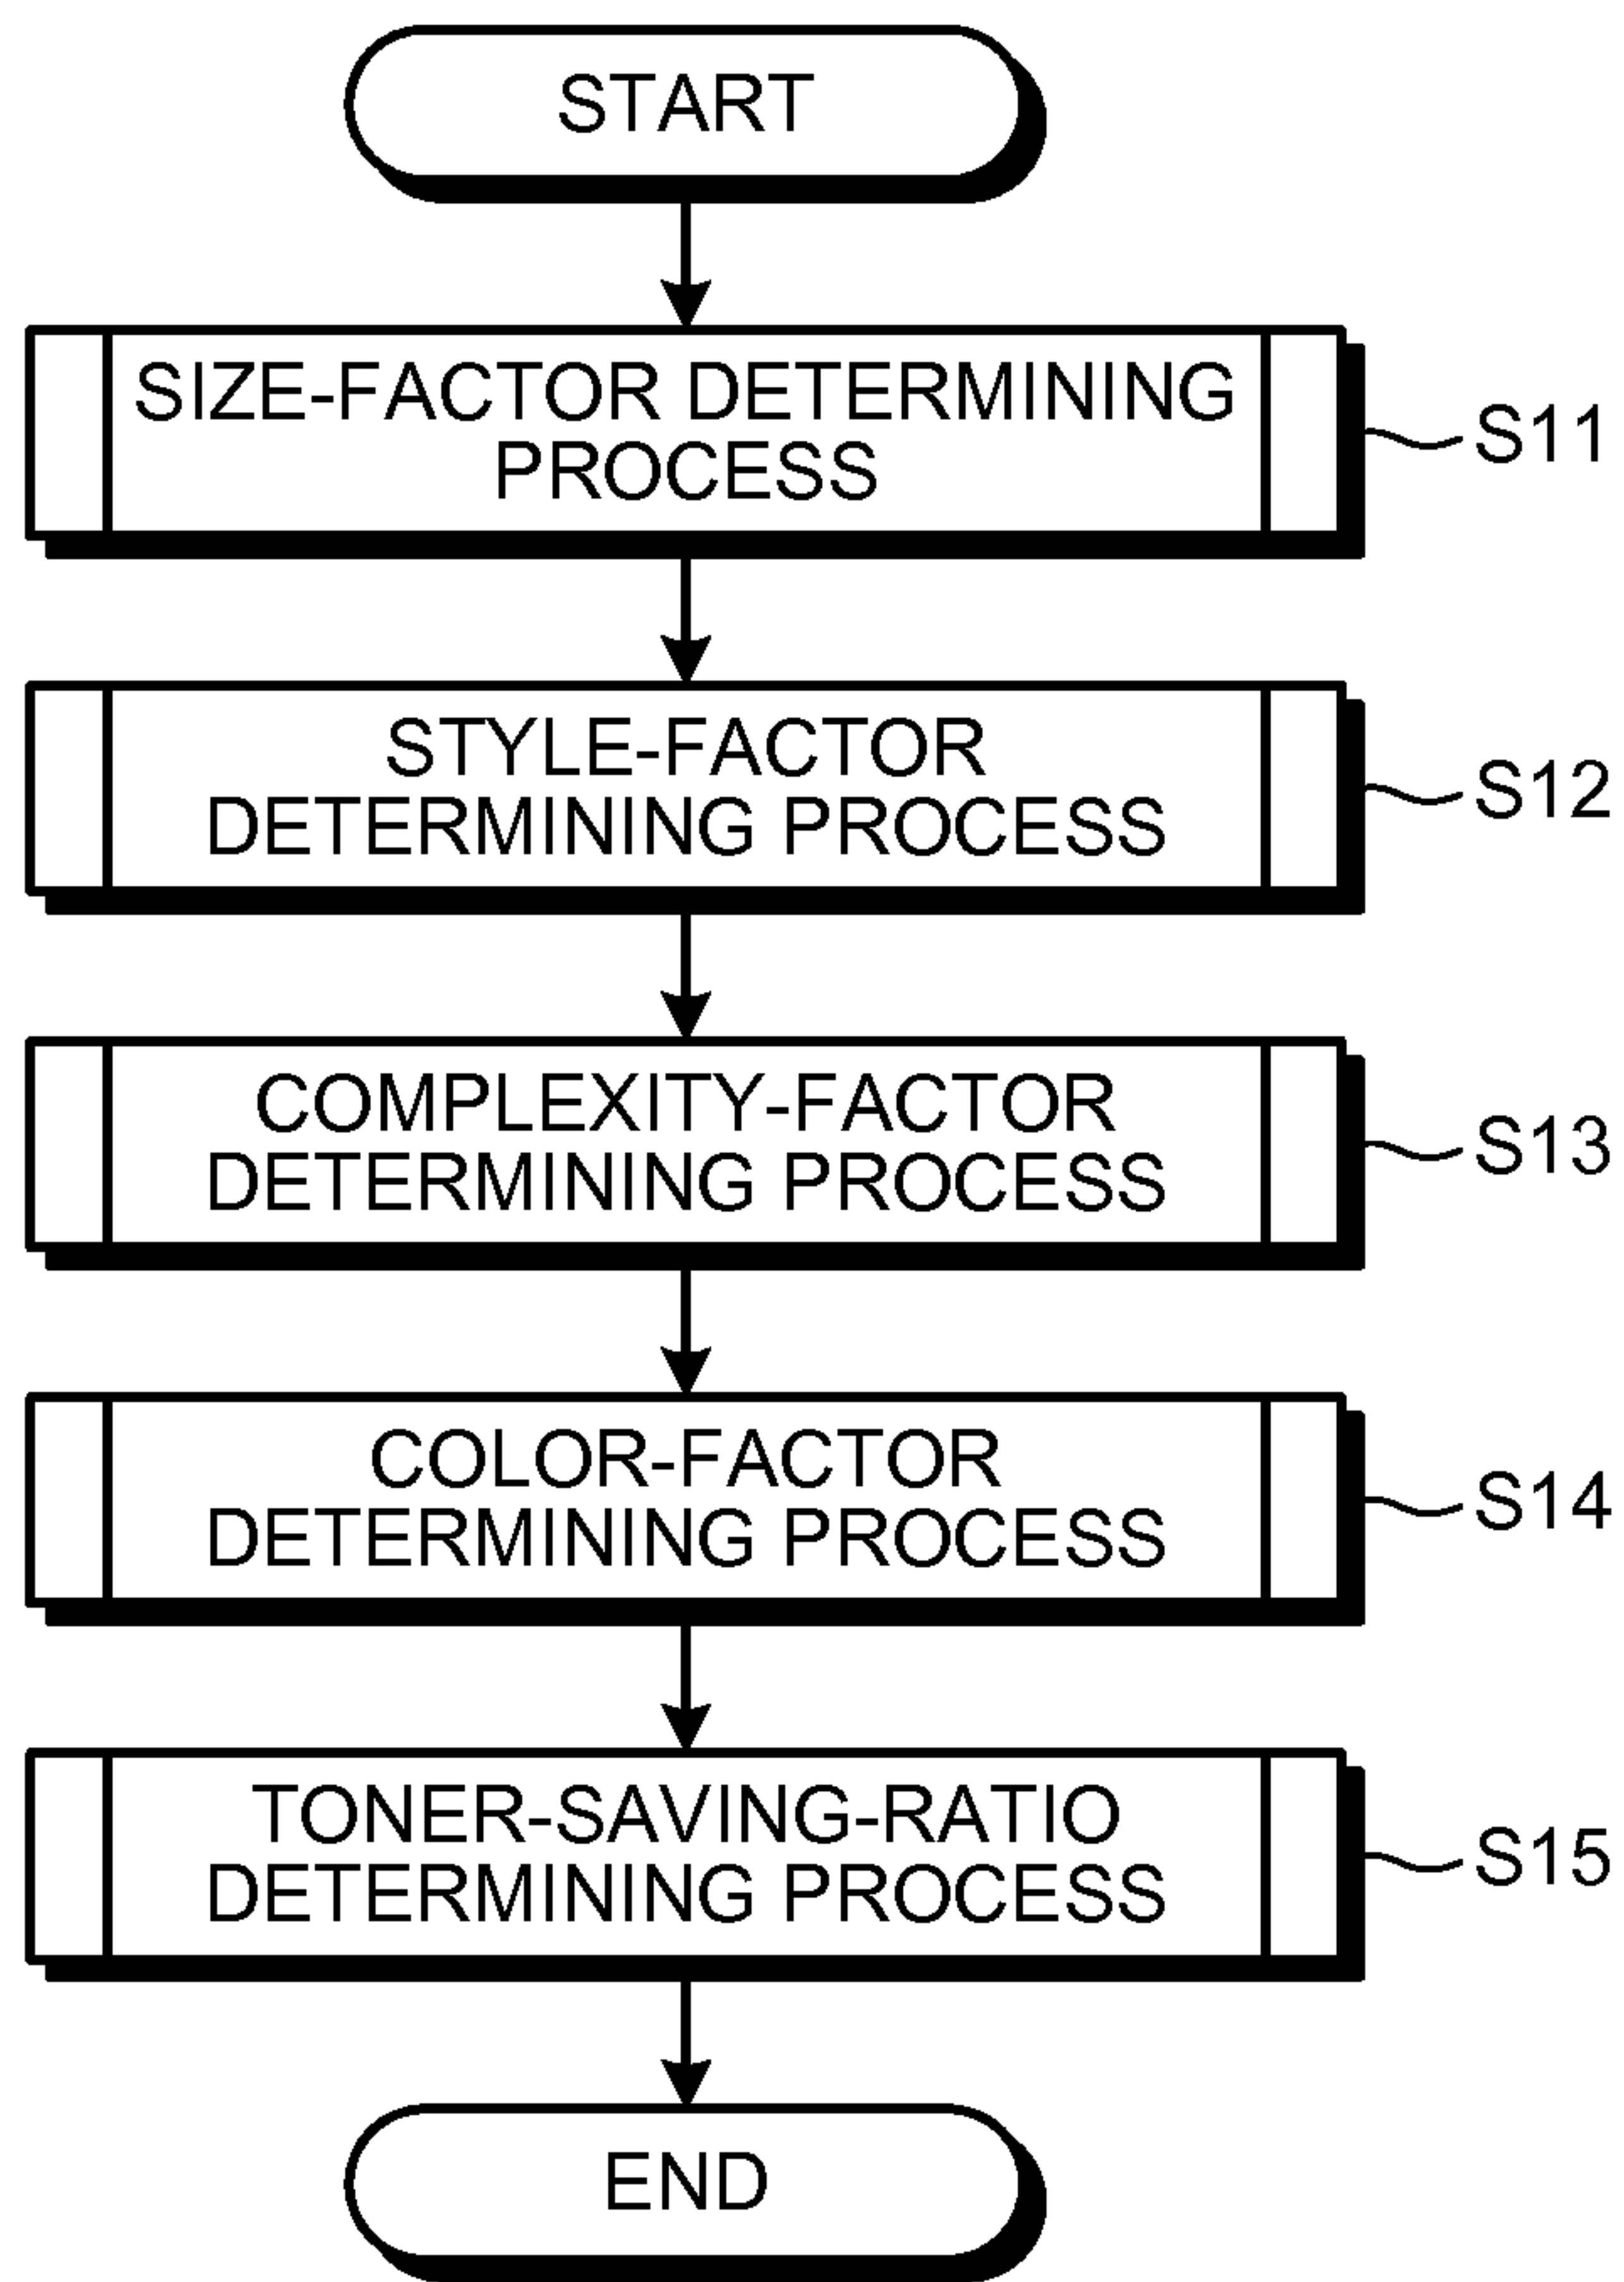 START
SIZE-FACTOR DETERMINING
PROCESS
S11
STYLE-FACTOR
DETERMINING PROCESS
S12
COMPLEXITY-FACTOR
DETERMINING PROCESS
S13
COLOR-FACTOR
DETERMINING PROCESS
S14
TONER-SAVING-RATIO
DETERMINING PROCESS
S15
END